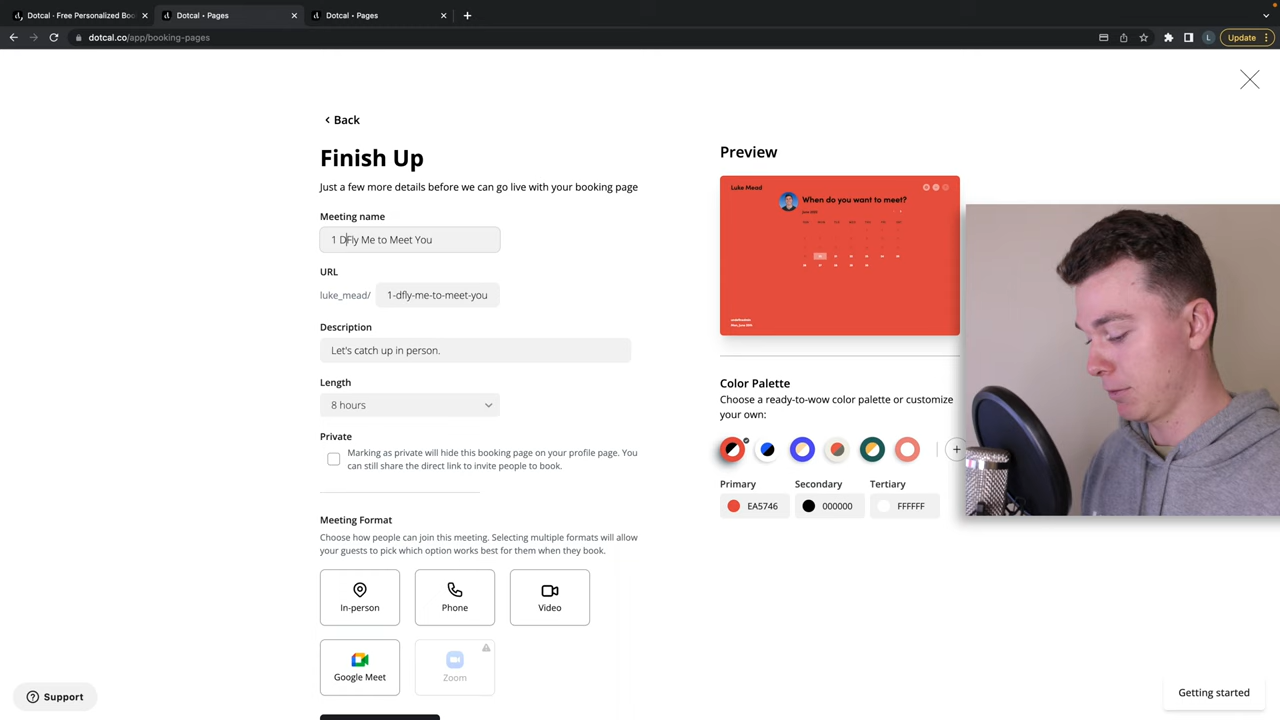 Dotcal • Free Personalized Boo
Dotcal • Pages
Dotcal • Pages
dotcal.co/app/booking-pages
L
Update
Back
Finish Up
Just a few more details before we can go live with your booking page
Meeting name
1 DFly Me to Meet You
URL
luke_mead/
1-dfly-me-to-meet-you
Description
Let's catch up in person.
Length
8 hours
Private
Marking as private will hide this booking page on your profile page. You
can still share the direct link to invite people to book.
Meeting Format
Choose how people can join this meeting. Selecting multiple formats will allow
your guests to pick which option works best for them when they book.
In-person
Phone
Video
Google Meet
Zoom
Support
Preview
Luke Mead
When do you want to meet?
Color Palette
Choose a ready-to-wow color palette or customize
your own:
Primary
Secondary
Tertiary
EA5746
000000
FFFFFF
Getting started